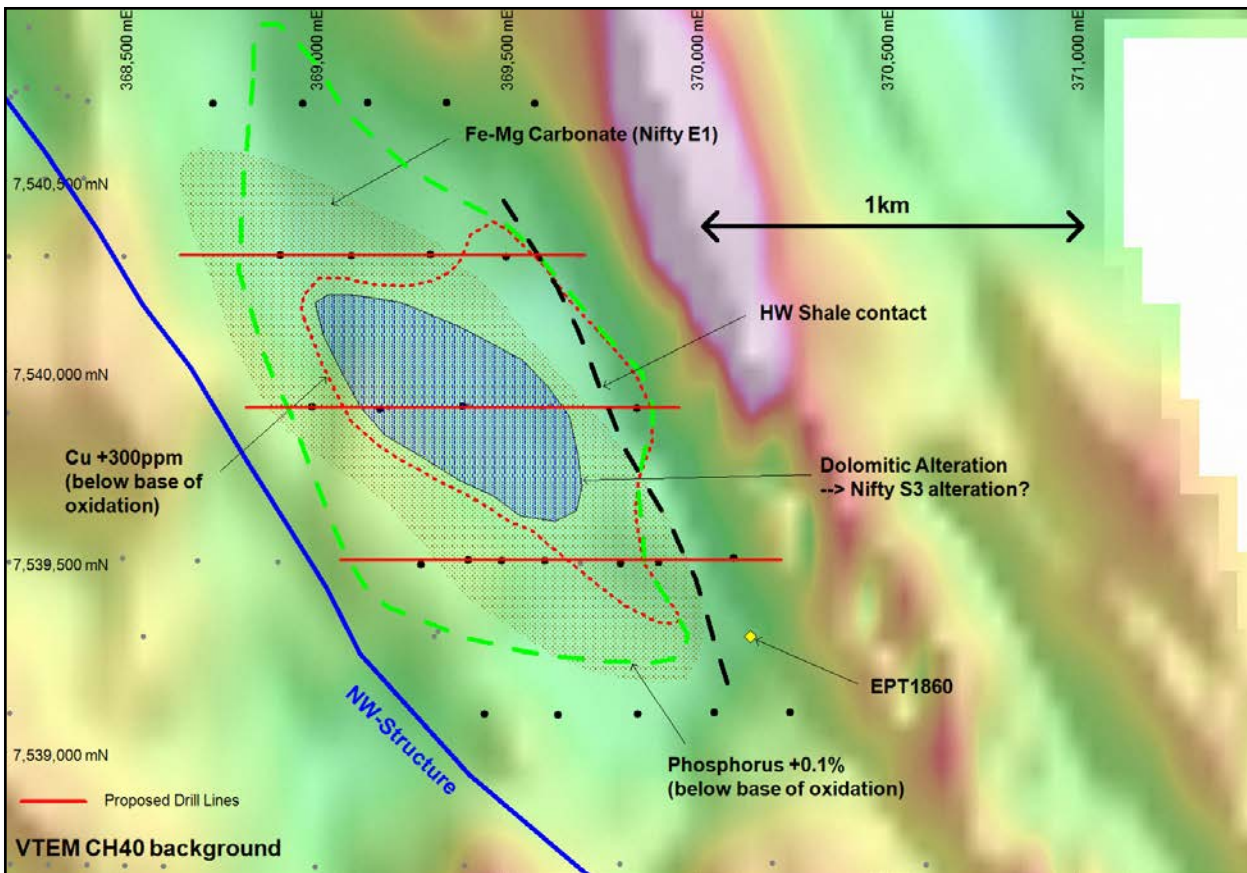 368,500 mE
369,000 mE
369,500 mE
370,000 mE
370,500 mE
371,000 mE
Fe-Mg Carbonate (Nifty E1)
7,540,500 mN
1km
HW Shale contact
7,540,000 mN
Cu +300ppm
(below base of
oxidation)
Dolomitic Alteration
--> Nifty S3 alteration?
7,539,500 mN
EPT1860
NW-Structure
7,539,000 mN
Phosphorus +0.1%
(below base of oxidation)
Proposed Drill Lines
VTEM CH40 background